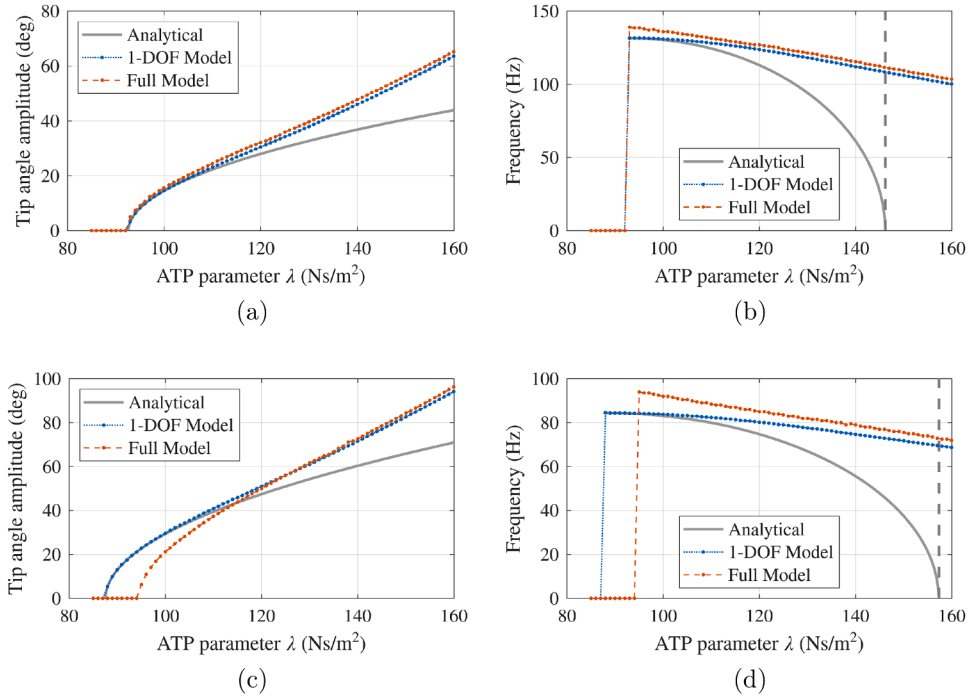 Tip angle amplitude (deg)
80
60
40
20
0
Analytical
1-DOF Model
Full Model
80 100 120 140 160
ATP parameter λ (Ns/m²)
(a)
Frequency (Hz)
150
100
50
0
Analytical
1-DOF Model
Full Model
80 100 120 140 160
ATP parameter λ (Ns/m²)
(b)
Tip angle amplitude (deg)
100
80
60
40
20
0
Analytical
1-DOF Model
Full Model
80 100 120 140 160
ATP parameter λ (Ns/m²)
(c)
Frequency (Hz)
100
80
60
40
20
0
Analytical
1-DOF Model
Full Model
80 100 120 140 160
ATP parameter λ (Ns/m²)
(d)